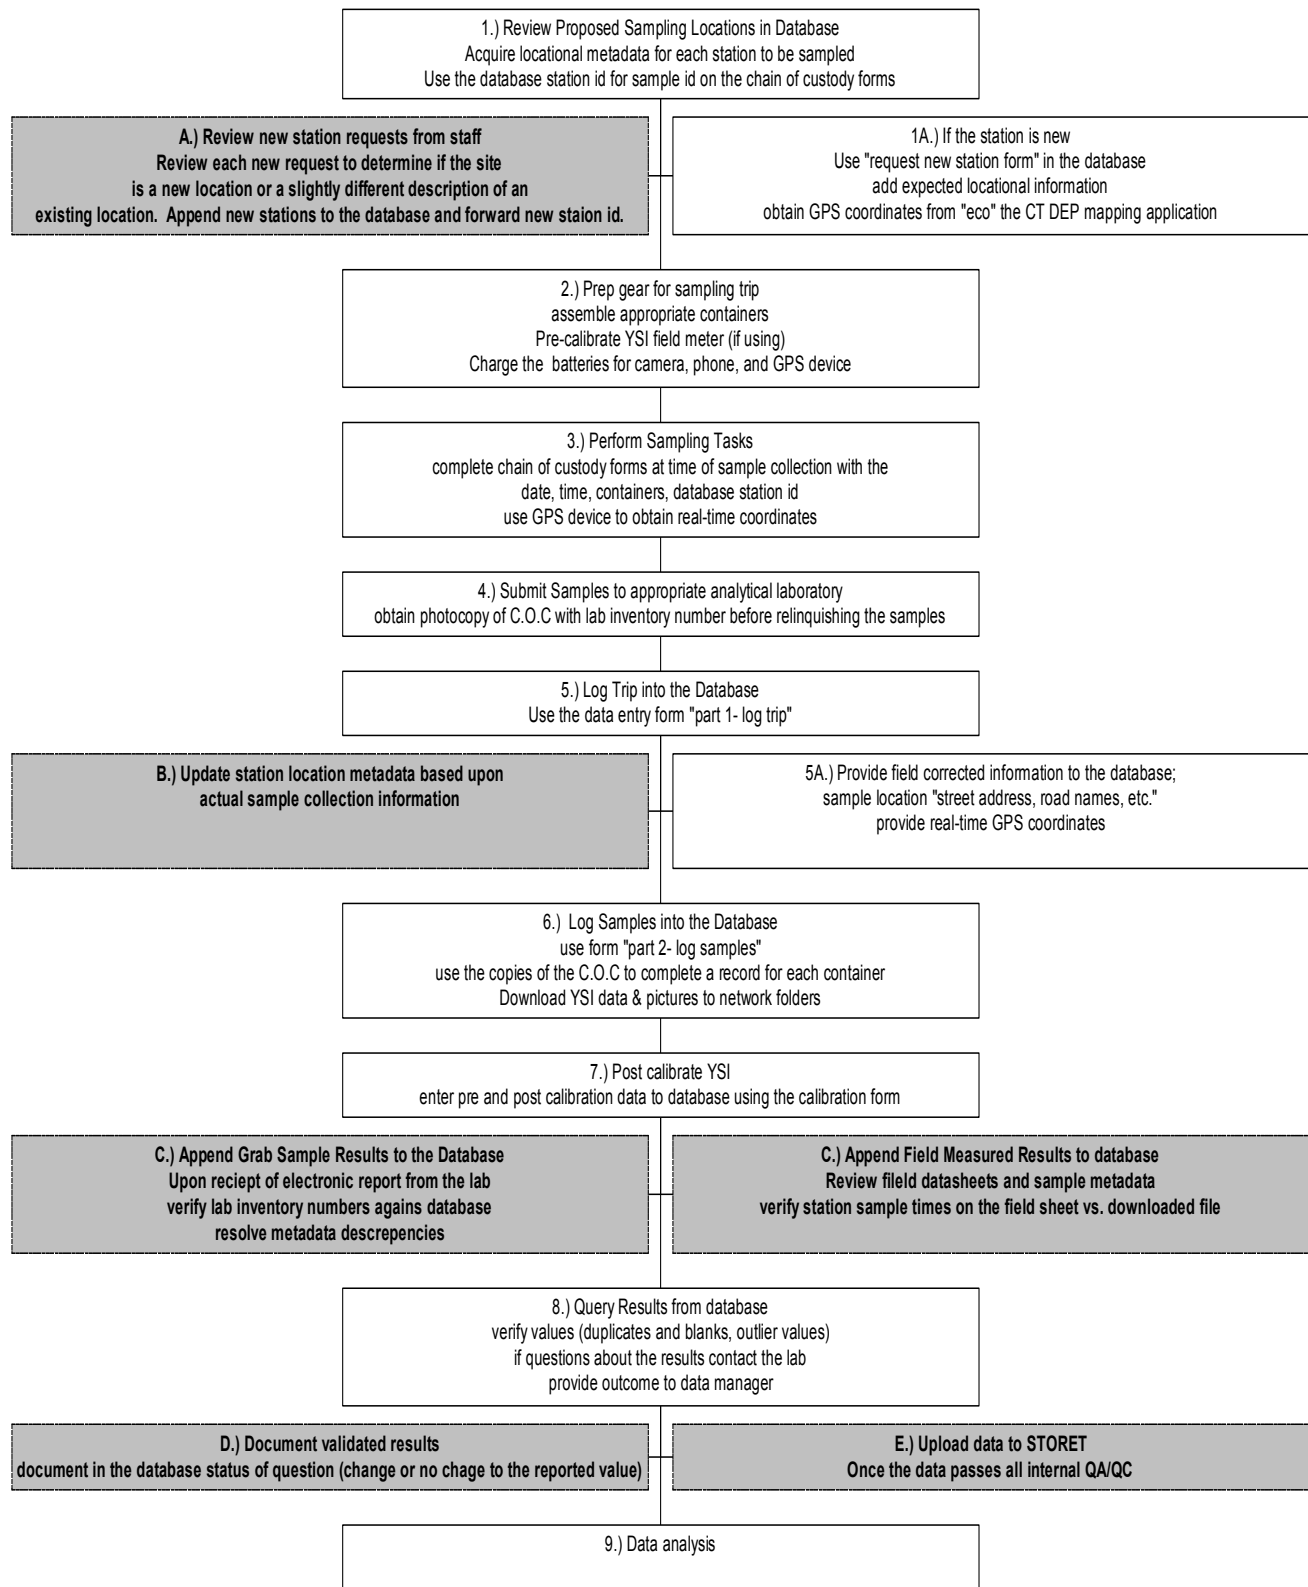 1.) Review Proposed Sampling Locations in Database
Acquire locational metadata for each station to be sampled
Use the database station id for sample id on the chain of custody forms
A.) Review new station requests from staff
Review each new request to determine if the site
is a new location or a slightly different description of an
existing location. Append new stations to the database and forward new staion id.
1A.) If the station is new
Use "request new station form" in the database
add expected locational information
obtain GPS coordinates from "eco" the CT DEP mapping application
2.) Prep gear for sampling trip
assemble appropriate containers
Pre-calibrate YSI field meter (if using)
Charge the batteries for camera, phone, and GPS device
3.) Perform Sampling Tasks
complete chain of custody forms at time of sample collection with the
date, time, containers, database station id
use GPS device to obtain real-time coordinates
4.) Submit Samples to appropriate analytical laboratory
obtain photocopy of C.O.C with lab inventory number before relinquishing the samples
5.) Log Trip into the Database
Use the data entry form "part 1- log trip"
B.) Update station location metadata based upon
actual sample collection information
5A.) Provide field corrected information to the database;
sample location "street address, road names, etc."
provide real-time GPS coordinates
6.) Log Samples into the Database
use form "part 2- log samples"
use the copies of the C.O.C to complete a record for each container
Download YSI data & pictures to network folders
7.) Post calibrate YSI
enter pre and post calibration data to database using the calibration form
C.) Append Grab Sample Results to the Database
Upon reciept of electronic report from the lab
verify lab inventory numbers agains database
resolve metadata descrepencies
C.) Append Field Measured Results to database
Review fileld datasheets and sample metadata
verify station sample times on the field sheet vs. downloaded file
8.) Query Results from database
verify values (duplicates and blanks, outlier values)
if questions about the results contact the lab
provide outcome to data manager
D.) Document validated results
document in the database status of question (change or no chage to the reported value)
E.) Upload data to STORET
Once the data passes all internal QA/QC
9.) Data analysis